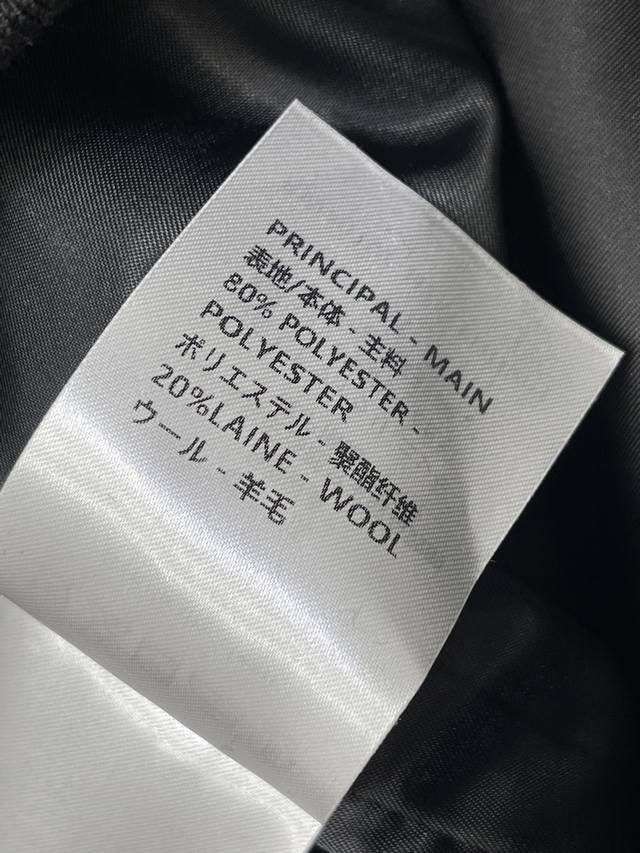 PRINCIPAL - MAIN
表地/本体 - 主料
80% POLYESTER -
POLYESTER
ポリエステル - 聚酯纤维
20%LAINE - WOOL
ウール - 羊毛